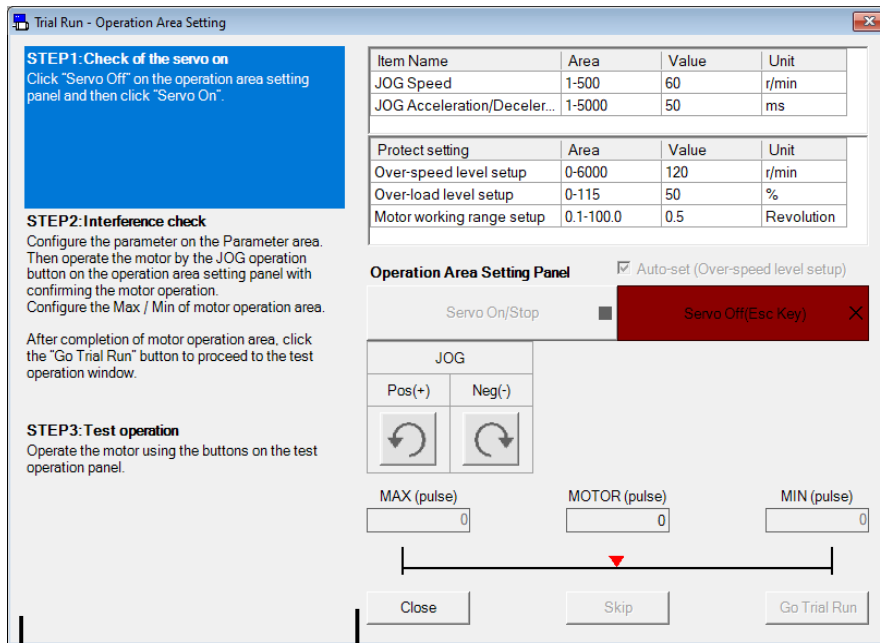 Trial Run - Operation Area Setting
STEP1:Check of the servo on
Click "Servo Off" on the operation area setting
panel and then click "Servo On".
STEP2:Interference check
Configure the parameter on the Parameter area.
Then operate the motor by the JOG operation
button on the operation area setting panel with
confirming the motor operation.
Configure the Max / Min of motor operation area.
After completion of motor operation area, click
the "Go Trial Run" button to proceed to the test
operation window.
STEP3:Test operation
Operate the motor using the buttons on the test
operation panel.
Item Name Area Value Unit
JOG Speed 1-500 60 r/min
JOG Acceleration/Deceler... 1-5000 50 ms
Protect setting Area Value Unit
Over-speed level setup 0-6000 120 r/min
Over-load level setup 0-115 50 %
Motor working range setup 0.1-100.0 0.5 Revolution
Operation Area Setting Panel Auto-set (Over-speed level setup)
Servo On/Stop Servo Off(Esc Key)
JOG
Pos(+) Neg(-)
MAX (pulse) MOTOR (pulse) MIN (pulse)
0 0 0
Close Skip Go Trial Run